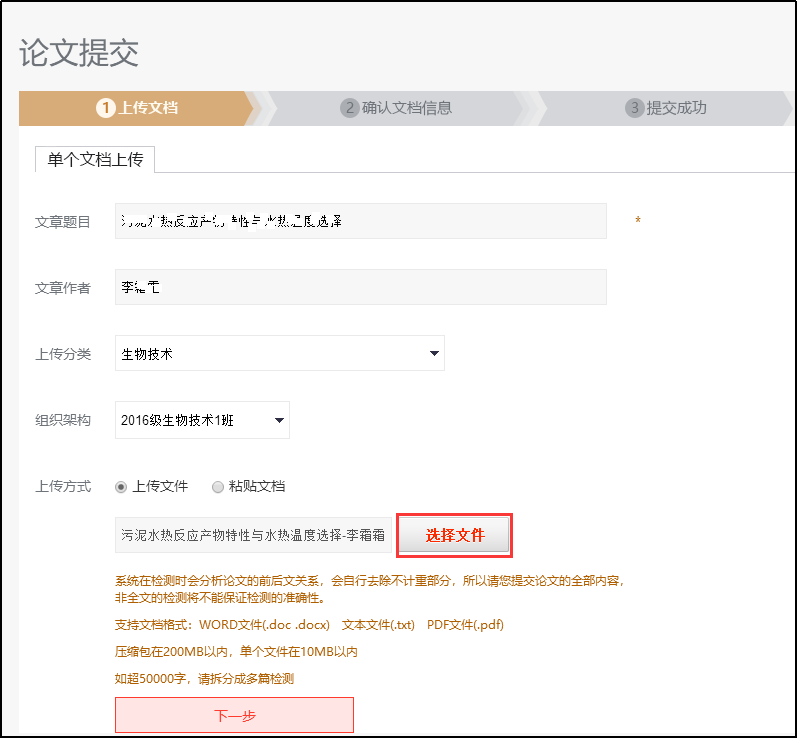 论文提交
1 上传文档
2 确认文档信息
3 提交成功
单个文档上传
文章题目 污泥水热反应产物特性与水热温度选择 *
文章作者 李
上传分类 生物技术
组织架构 2016级生物技术1班
上传方式 上传文件 粘贴文档
污泥水热反应产物特性与水热温度选择-李霜霜 选择文件
系统在检测时会分析论文的前后文关系，会自行去除不计重部分，所以请您提交论文的全部内容，
非全文的检测将不能保证检测的准确性。
支持文档格式：WORD文件(.doc .docx) 文本文件(.txt) PDF文件(.pdf)
压缩包在200MB以内，单个文件在10MB以内
如超50000字，请拆分成多篇检测
下一步